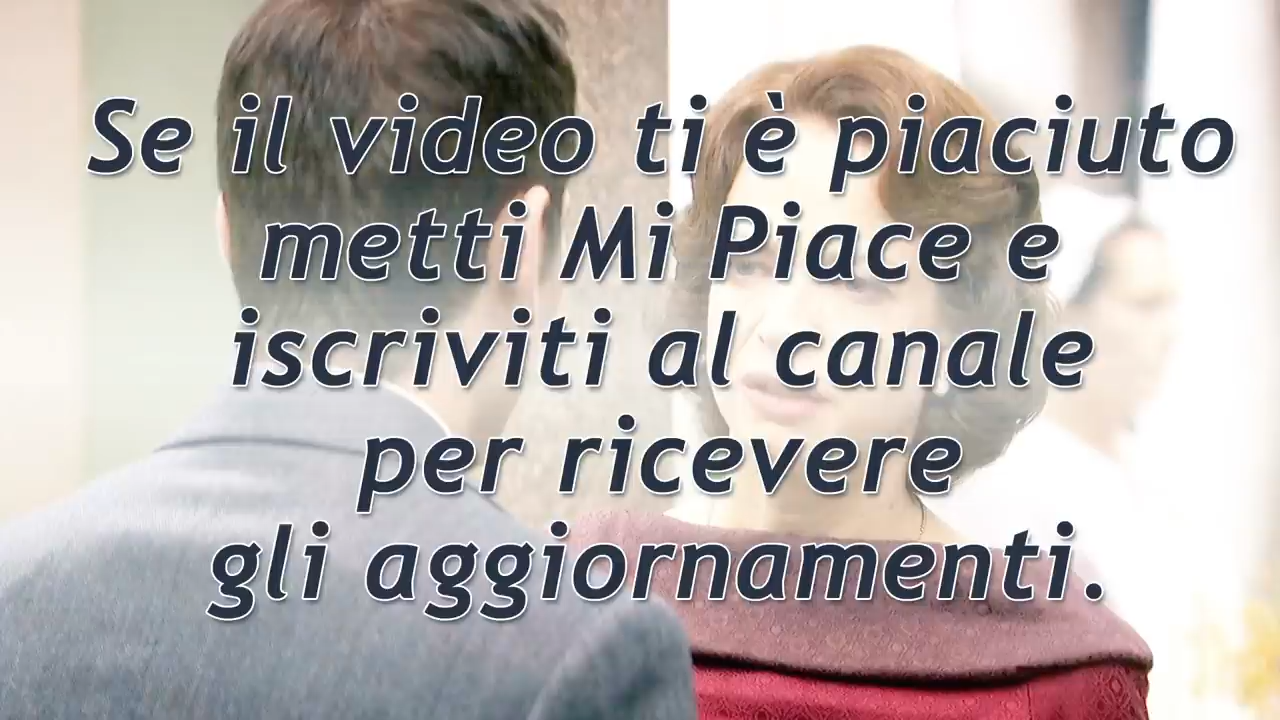 Se il video ti è piaciuto
metti Mi Piace e
iscriviti al canale
per ricevere
gli aggiornamenti.